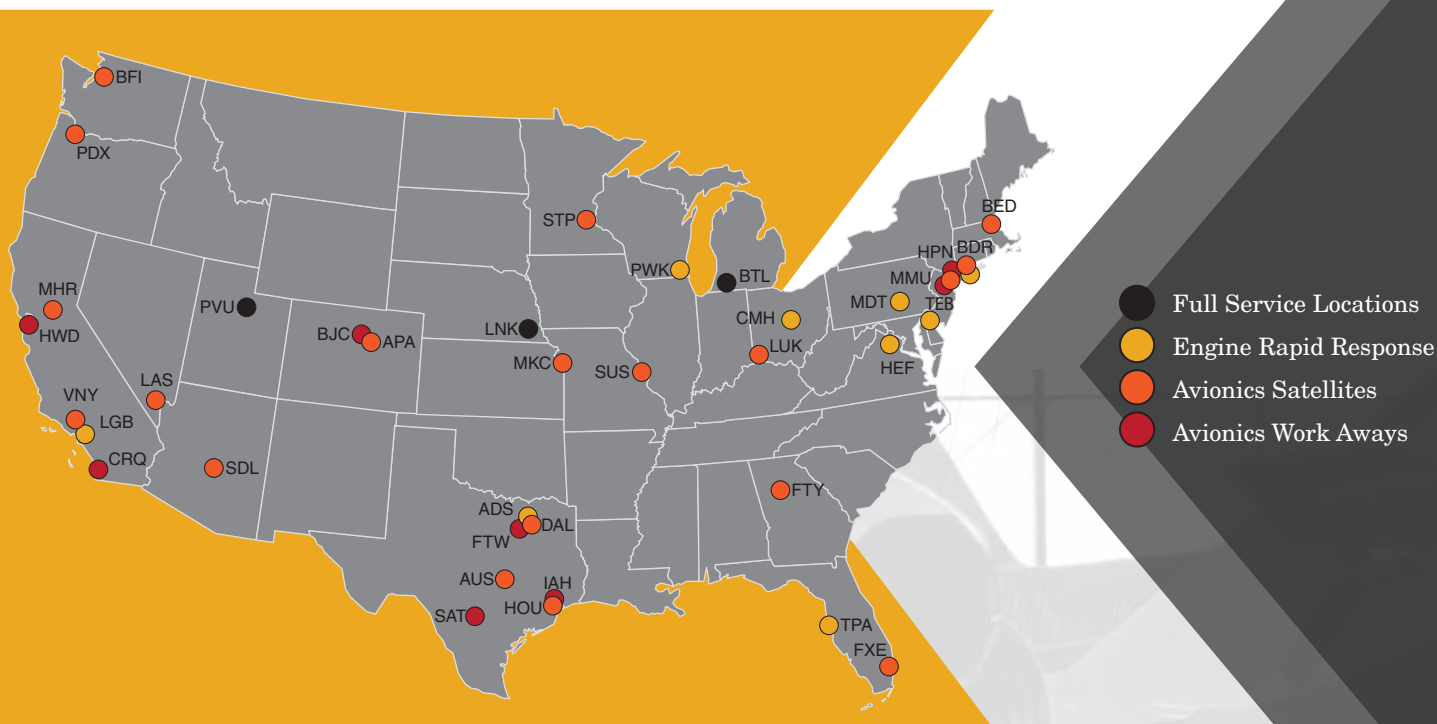 BFI
PDX
STP
BED
HPN
BDR
PWK
BTL
MMU
MHR
PVU
MDT
TEB
HWD
BJC
APA
LNK
CMH
LUK
MKC
SUS
HEF
VNY
LAS
LGB
CRQ
SDL
FTY
ADS
DAL
FTW
AUS
IAH
HOU
SAT
TPA
FXE
Full Service Locations
Engine Rapid Response
Avionics Satellites
Avionics Work Aways